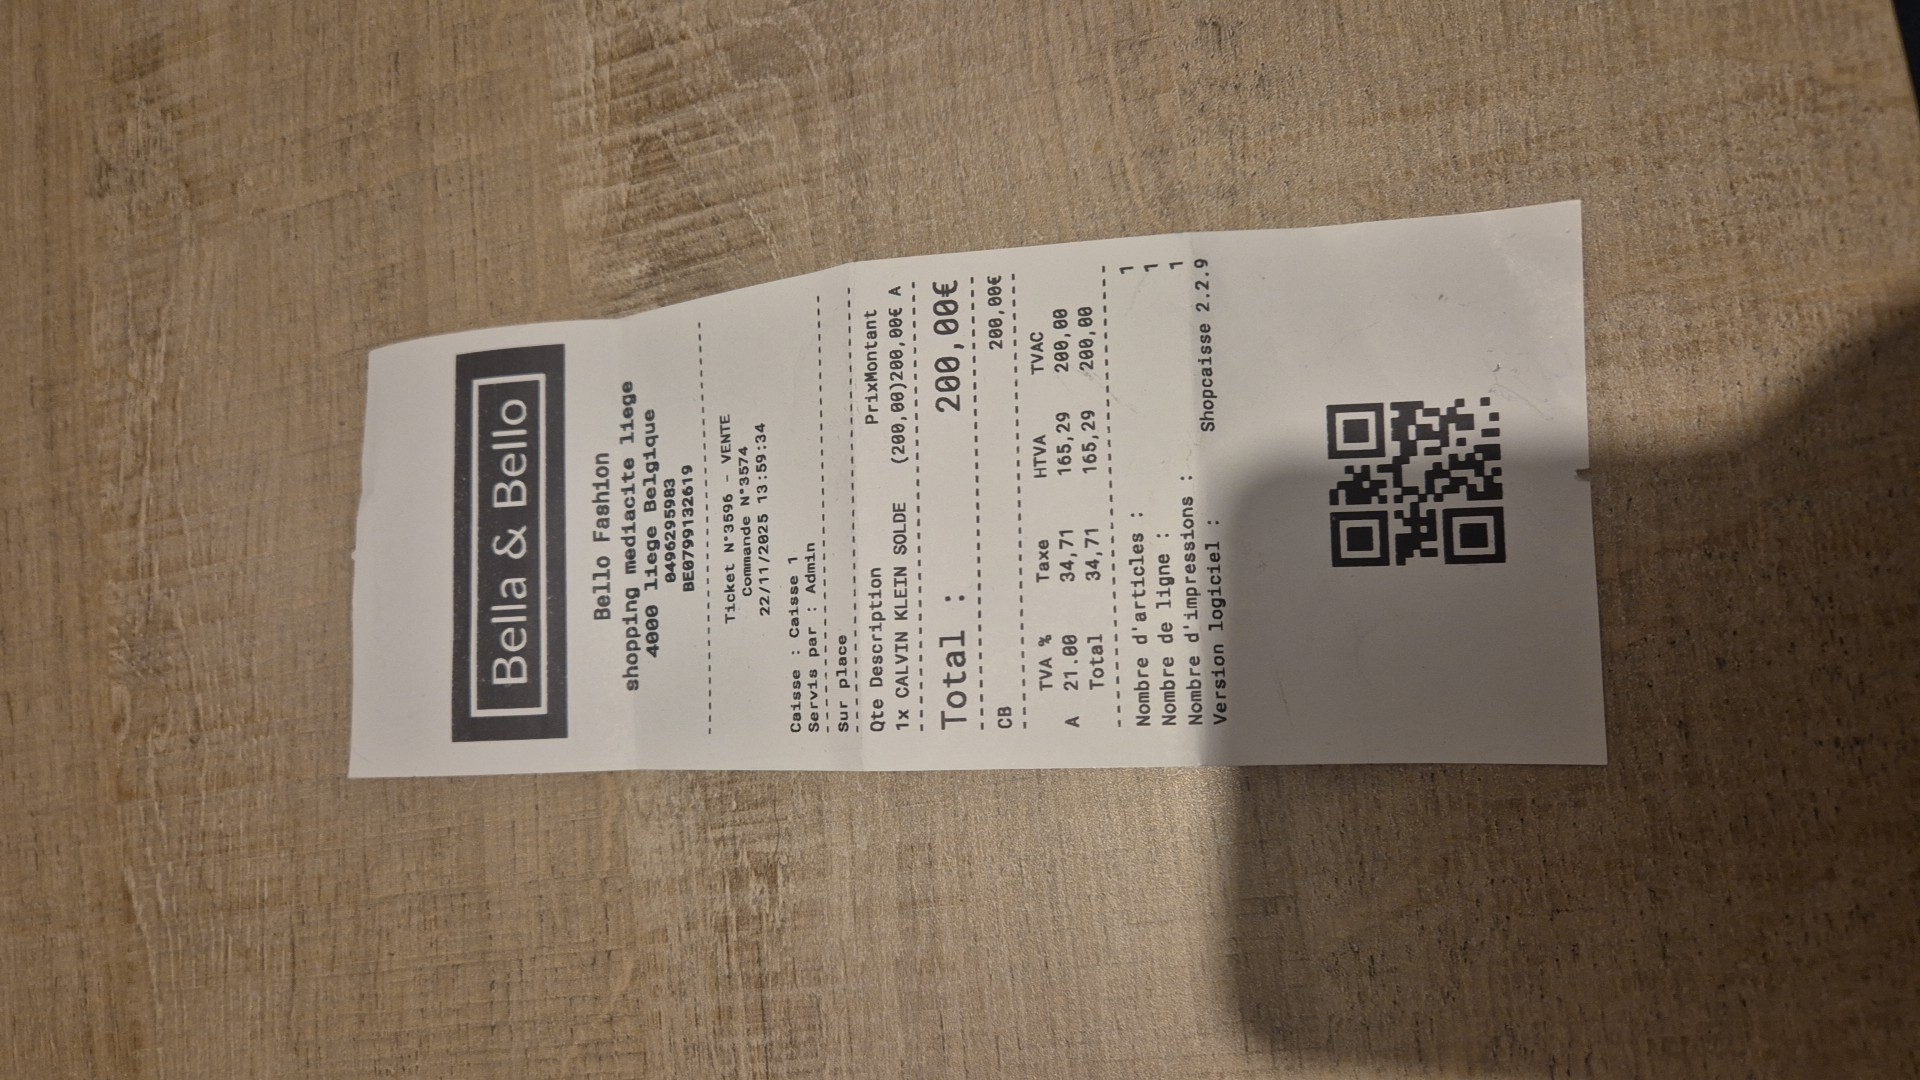 Bella & Bello
Bello Fashion
shopping mediacite liege
4000 liege Belgique
0496295983
BE0799132619
Ticket N°3596 - VENTE
Commande N°3574
22/11/2025 13:59:34
Caisse : Caisse 1
Servis par : Admin
Sur place
Qte Description PrixMontant
1x CALVIN KLEIN SOLDE (200,00)200,00€ A
Total : 200,00€
CB 200,00€
TVA % Taxe HTVA TVAC
A 21.00 34,71 165,29 200,00
Total 34,71 165,29 200,00
Nombre d'articles : 1
Nombre de ligne : 1
Nombre d'impressions : 1
Version logiciel : Shopcaisse 2.2.9